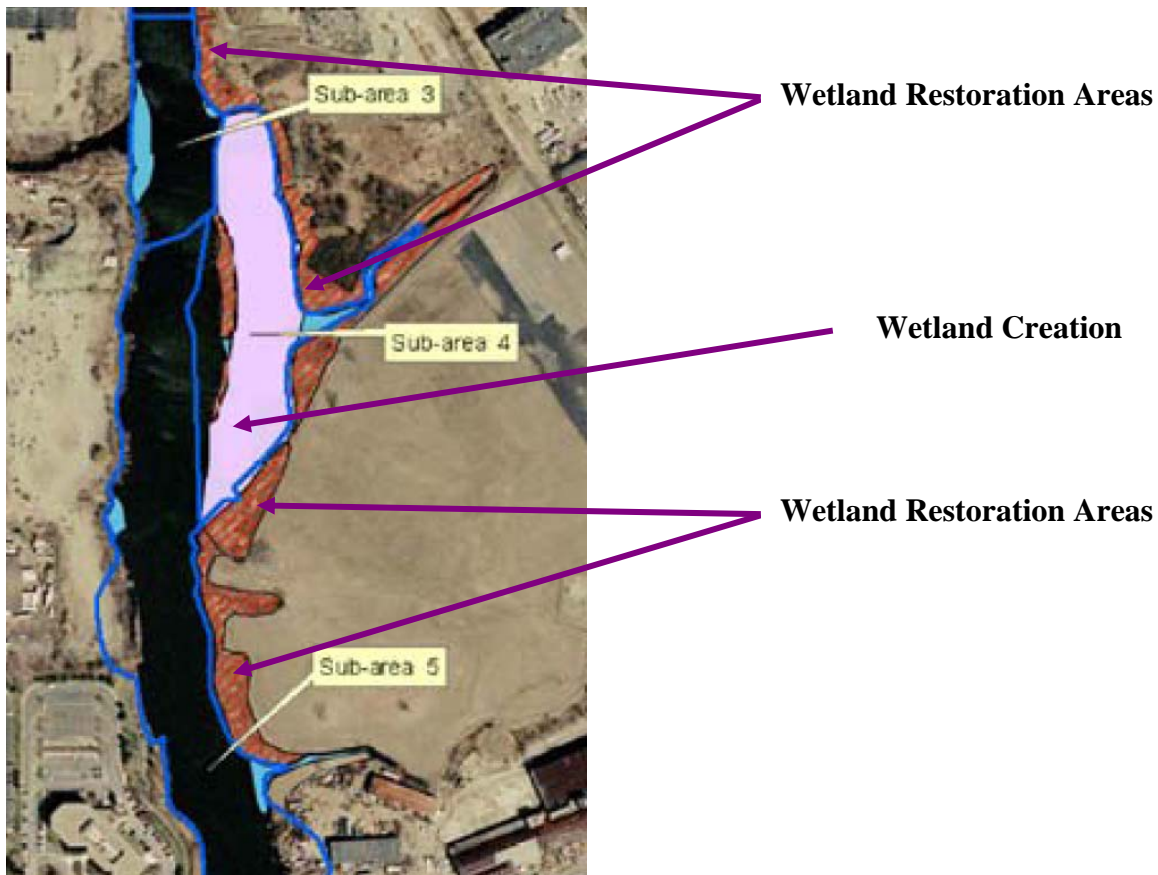 Wetland Restoration Areas
Sub-area 3
Wetland Creation
Sub-area 4
Wetland Restoration Areas
Sub-area 5